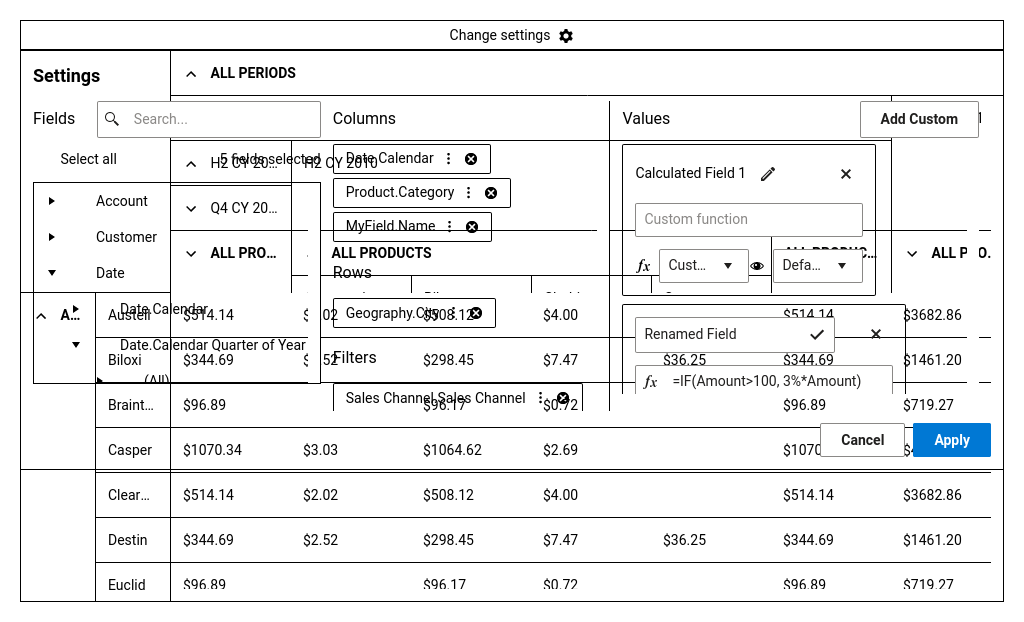 Change settings
Settings
ALL PERIODS
Fields
Search...
Columns
Values
Add Custom
1
Select all
5 fields selected
H2 CY 20...
H2 CY 2010
Date.Calendar
Calculated Field 1
Account
Product.Category
Q4 CY 20...
MyField.Name
Custom function
Customer
ALL PRO...
ALL PRODUCTS
ALL PRODUC...
Date
Rows
fx
Cust...
Defa...
A...
Austell
Date.Calendar
$514.14
Geography.City
$508.12
$4.00
$514.14
$3682.86
Renamed Field
Date.Calendar Quarter of Year
Biloxi
$344.69
Filters
$298.45
$7.47
$36.25
$344.69
$1461.20
(All)
fx
=IF(Amount>100, 3%*Amount)
Braint...
$96.89
Sales Channel.Sales Channel
$96.17
$0.72
$96.89
$719.27
Casper
$1070.34
$3.03
$1064.62
$2.69
Cancel
Apply
Clear...
$514.14
$2.02
$508.12
$4.00
$514.14
$3682.86
Destin
$344.69
$2.52
$298.45
$7.47
$36.25
$344.69
$1461.20
Euclid
$96.89
$96.17
$0.72
$96.89
$719.27